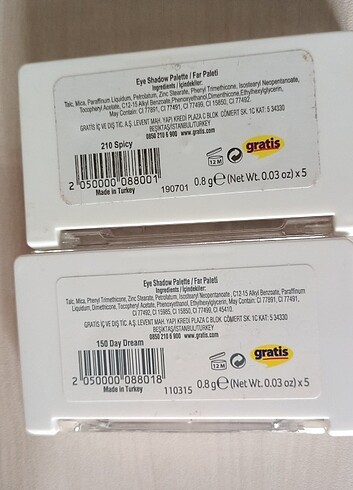 Eye Shadow Palette / Far Paleti
Ingredients / İçindekiler:
Talc, Mica, Paraffinum Liquidum, Petrolatum, Zinc Stearate, Phenyl Trimethicone, Isostearyl Neopentanoate,
Tocopheryl Acetate, C12-15 Alkyl Benzoate,Phenoxyethanol,Dimethicone,Ethylhexylglycerin,
May Contain: CI 77891, CI 77491, CI 77499, CI 15850, CI 77492.
GRATİS İÇ VE DIŞ TİC. A.Ş. LEVENT MAH. YAPI KREDİ PLAZA C BLOK CÖMERT SK. 1C KAT: 5 34330
BEŞİKTAŞ/İSTANBUL/TURKEY
0850 210 6 900 www.gratis.com
210 Spicy
2 050000 088001
Made in Turkey
190701
12 M
gratis
0.8 g ℮ (Net Wt. 0.03 oz) x 5
Eye Shadow Palette / Far Paleti
Ingredients / İçindekiler:
Talc, Mica, Phenyl Trimethicone, Zinc Stearate, Petrolatum, Isostearyl Neopentanoate, C12-15 Alkyl Benzoate, Paraffinum
Liquidum, Dimethicone, Tocopheryl Acetate, Phenoxyethanol, Ethylhexylglycerin, May Contain: CI 77891, CI 77491,
CI 77492, CI 15985, CI 15850, CI 77499, CI 45410.
GRATİS İÇ VE DIŞ TİC. A.Ş. LEVENT MAH. YAPI KREDİ PLAZA C BLOK CÖMERT SK. 1C KAT: 5 34330
BEŞİKTAŞ/İSTANBUL/TURKEY
0850 210 6 900 www.gratis.com
150 Day Dream
2 050000 088018
Made in Turkey
110315
12 M
gratis
0.8 g ℮ (Net Wt. 0.03 oz) x 5